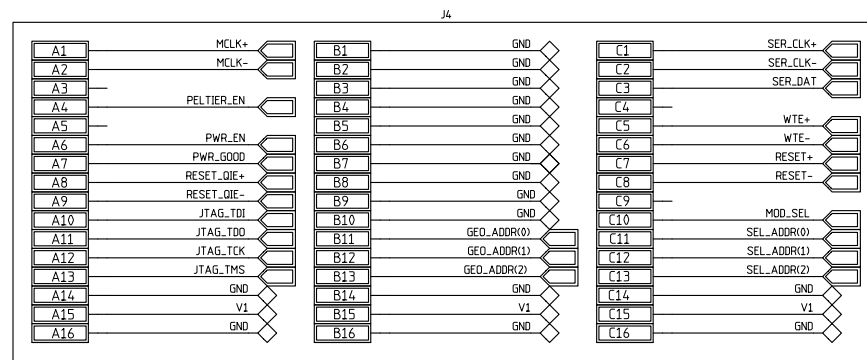 J4
A1 MCLK+ B1 GND C1 SER_CLK+
A2 MCLK- B2 GND C2 SER_CLK-
A3 B3 GND C3 SER_DAT
A4 PELTIER_EN B4 GND C4
A5 B5 GND C5 WTE+
A6 PWR_EN B6 GND C6 WTE-
A7 PWR_GOOD B7 GND C7 RESET+
A8 RESET_QIE+ B8 GND C8 RESET-
A9 RESET_QIE- B9 GND C9
A10 JTAG_TDI B10 GND C10 MOD_SEL
A11 JTAG_TDO B11 GEO_ADDR(0) C11 SEL_ADDR(0)
A12 JTAG_TCK B12 GEO_ADDR(1) C12 SEL_ADDR(1)
A13 JTAG_TMS B13 GEO_ADDR(2) C13 SEL_ADDR(2)
A14 GND B14 GND C14 GND
A15 V1 B15 V1 C15 V1
A16 GND B16 GND C16 GND